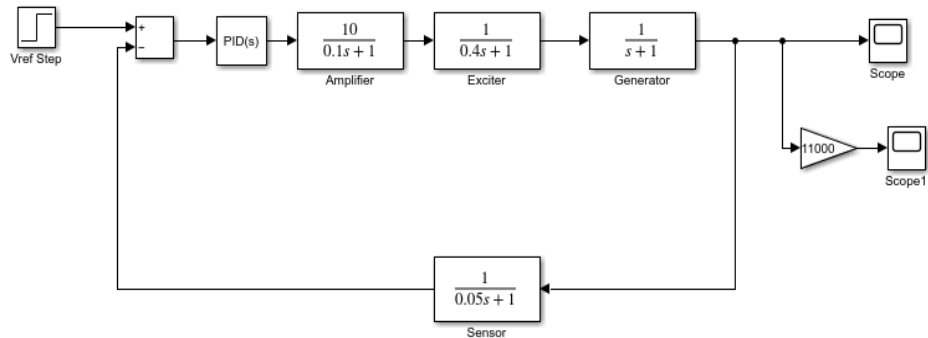 Vref Step
+
−
PID(s)
10
0.1s + 1
Amplifier
1
0.4s + 1
Exciter
1
s + 1
Generator
Scope
11000
Scope1
1
0.05s + 1
Sensor